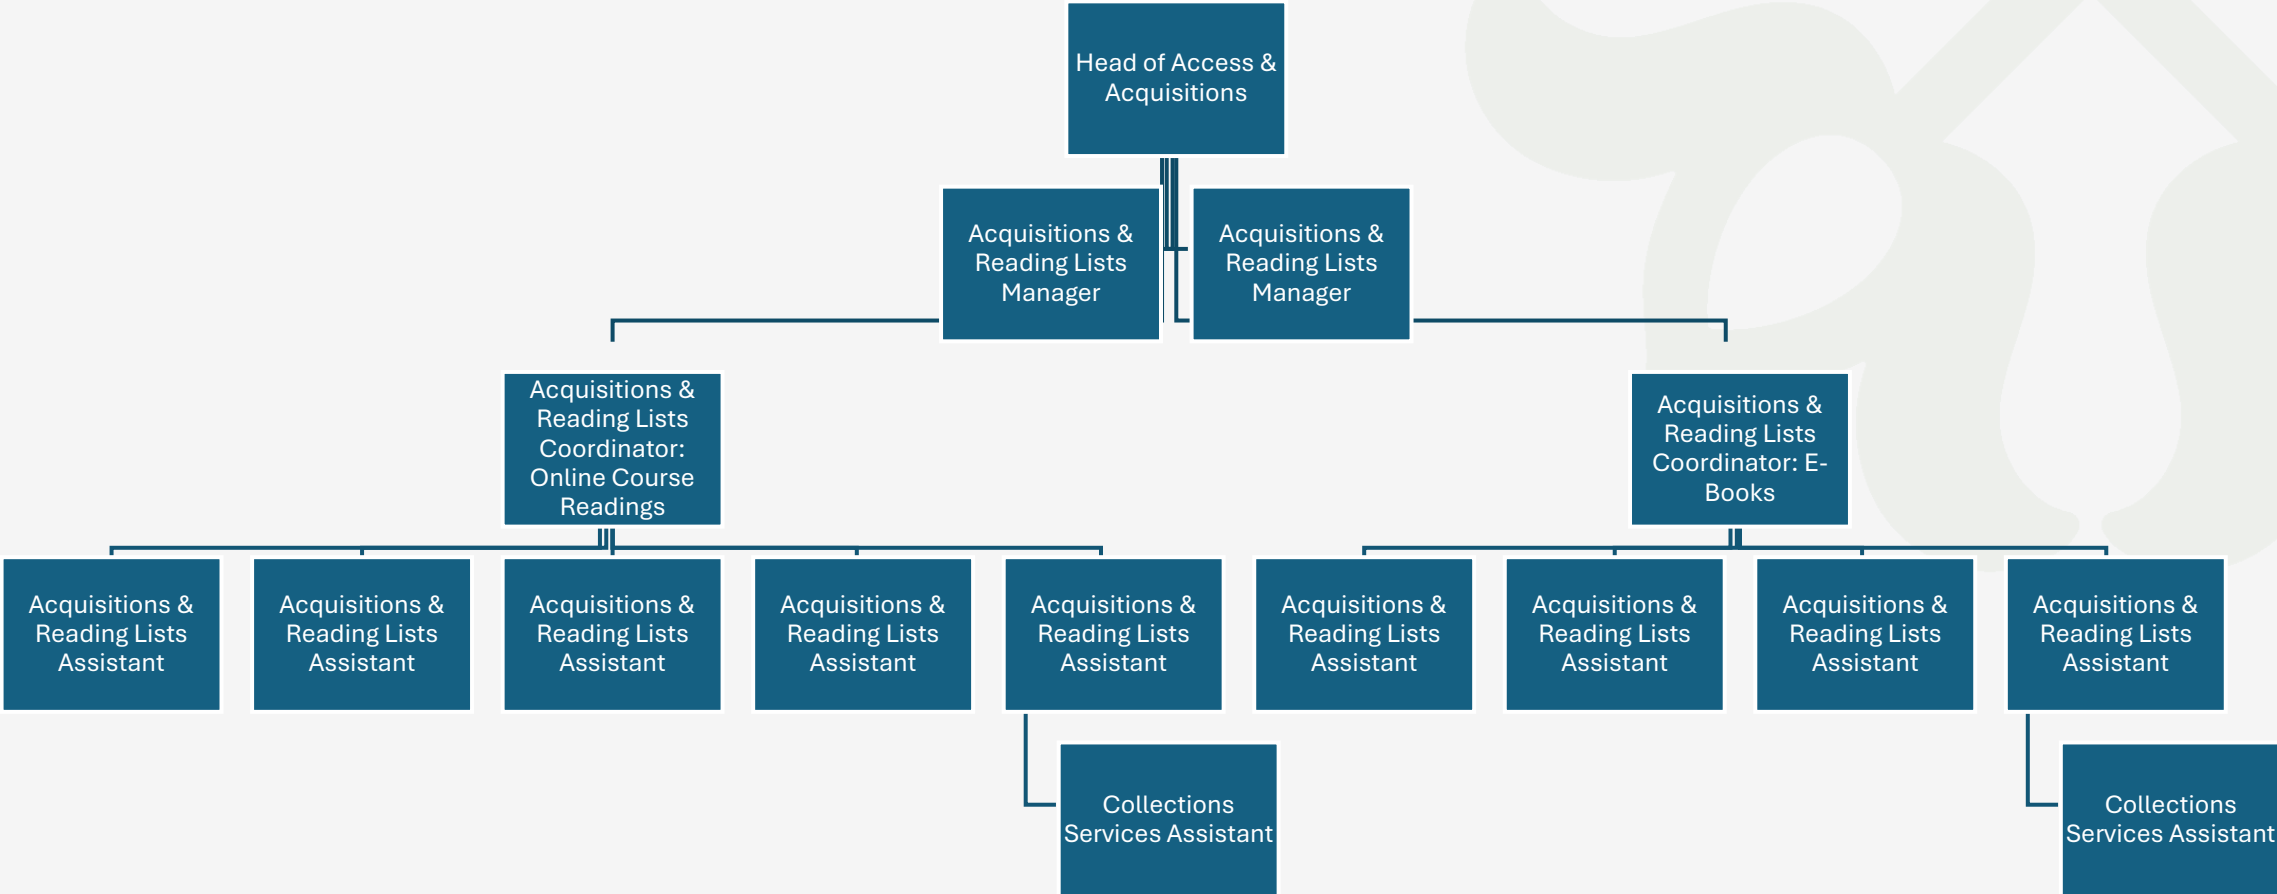 Head of Access &
Acquisitions
Acquisitions &
Reading Lists
Manager
Acquisitions &
Reading Lists
Manager
Acquisitions &
Reading Lists
Coordinator:
Online Course
Readings
Acquisitions &
Reading Lists
Coordinator: E-
Books
Acquisitions &
Reading Lists
Assistant
Acquisitions &
Reading Lists
Assistant
Acquisitions &
Reading Lists
Assistant
Acquisitions &
Reading Lists
Assistant
Acquisitions &
Reading Lists
Assistant
Acquisitions &
Reading Lists
Assistant
Acquisitions &
Reading Lists
Assistant
Acquisitions &
Reading Lists
Assistant
Acquisitions &
Reading Lists
Assistant
Collections
Services Assistant
Collections
Services Assistant